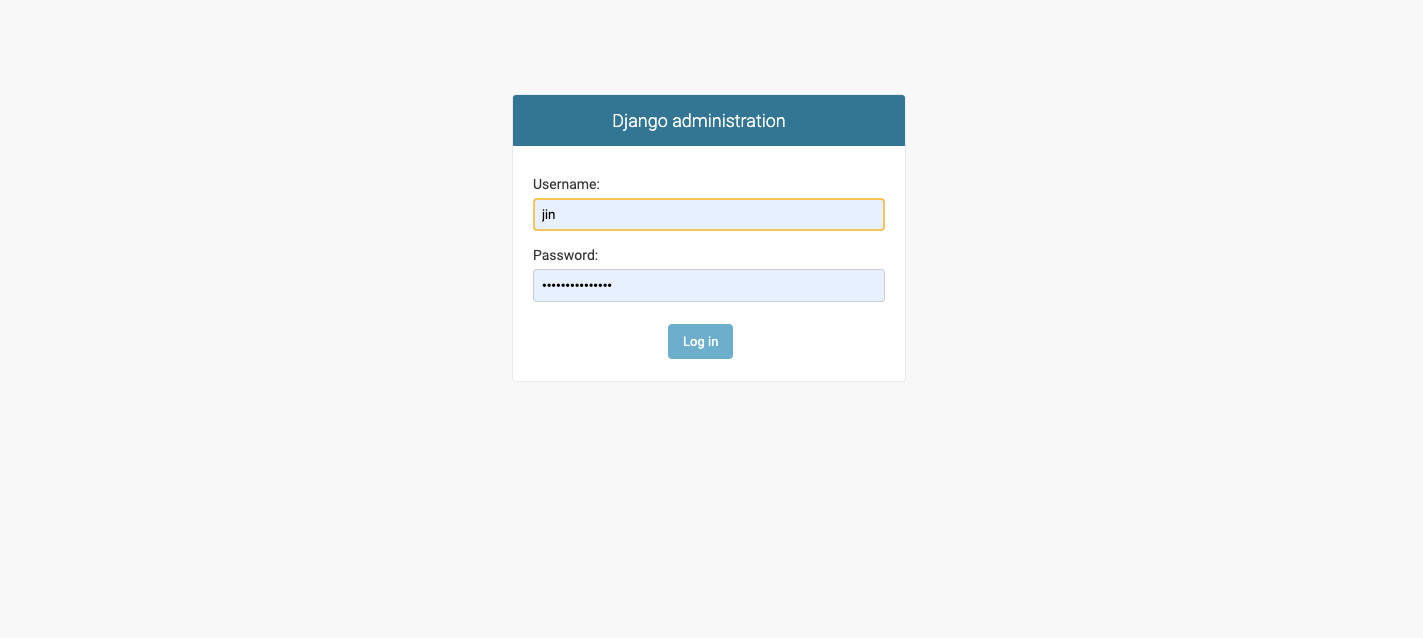 Django administration
Username:
jin
Password:
•••••••••••••••
Log in